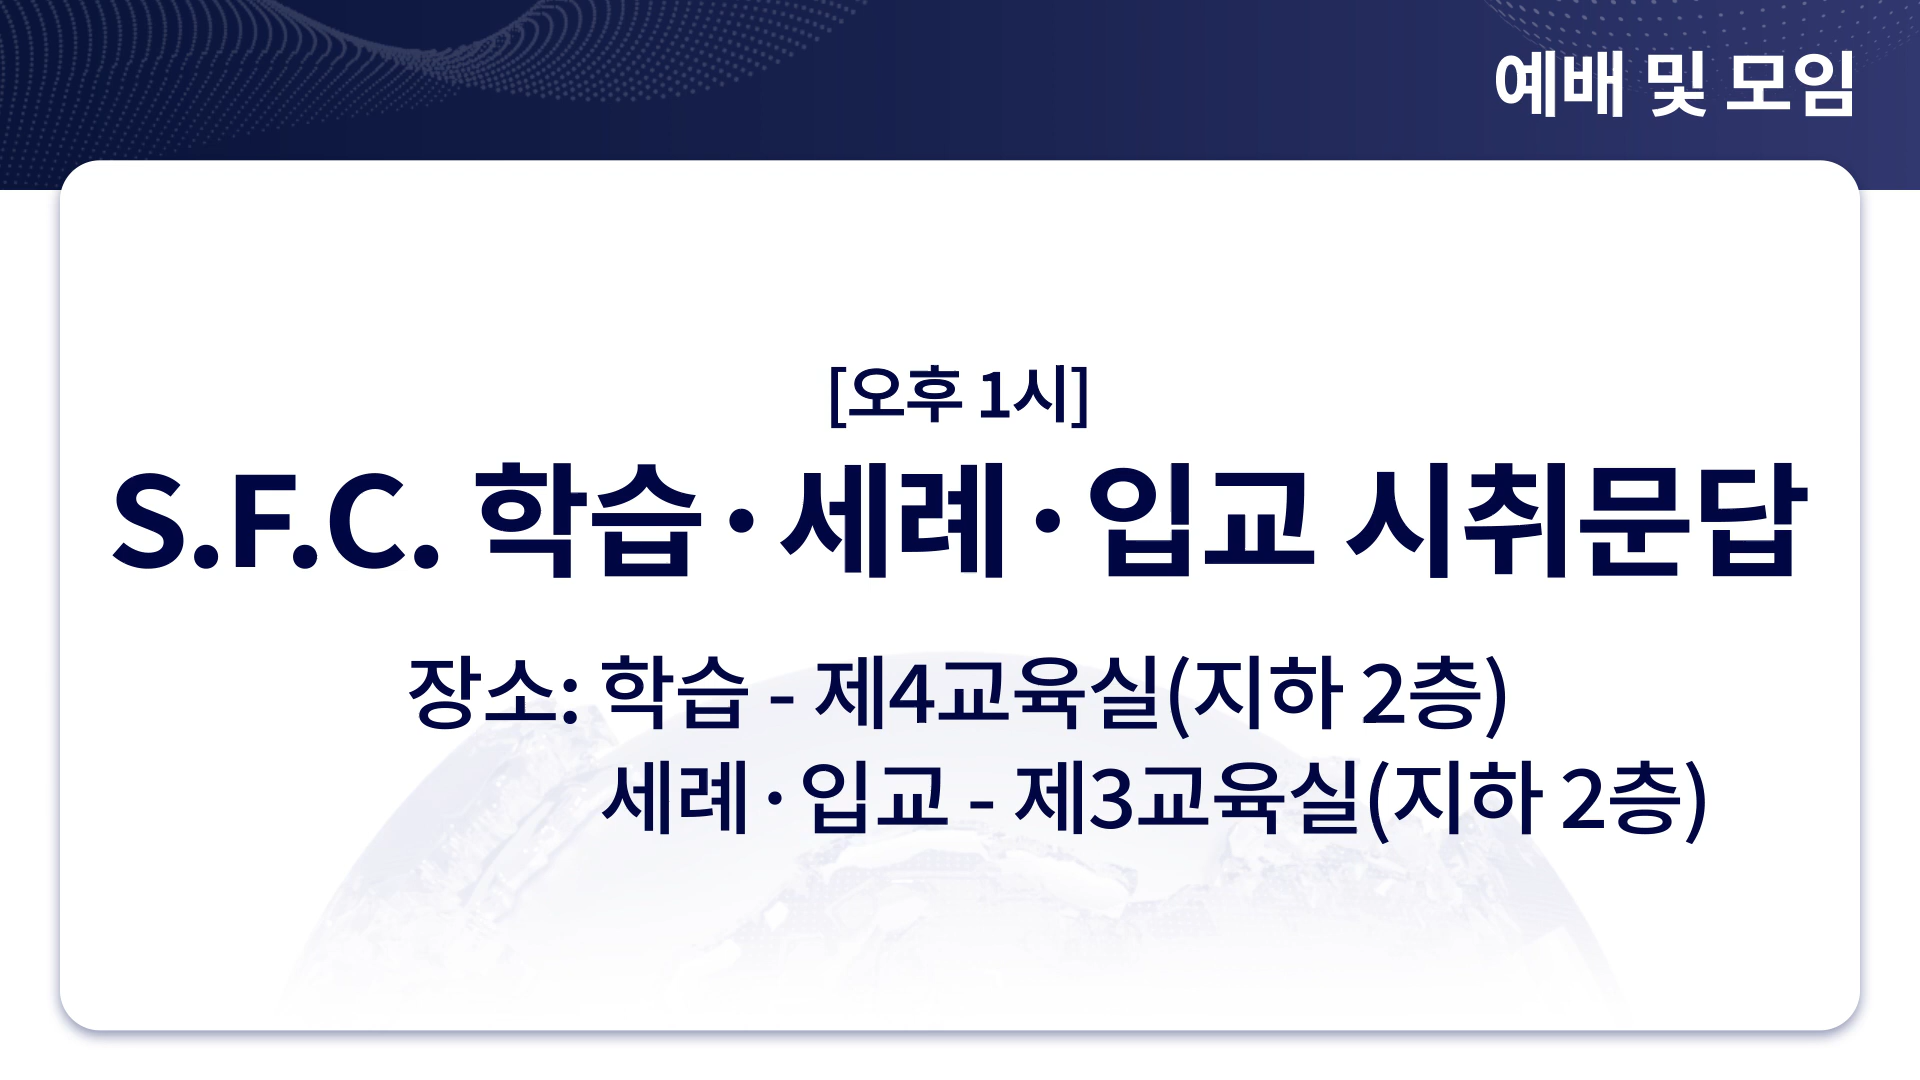 예배 및 모임
[오후 1시]
S.F.C. 학습·세례·입교 시취문답
장소: 학습 - 제4교육실(지하 2층)
세례·입교 - 제3교육실(지하 2층)